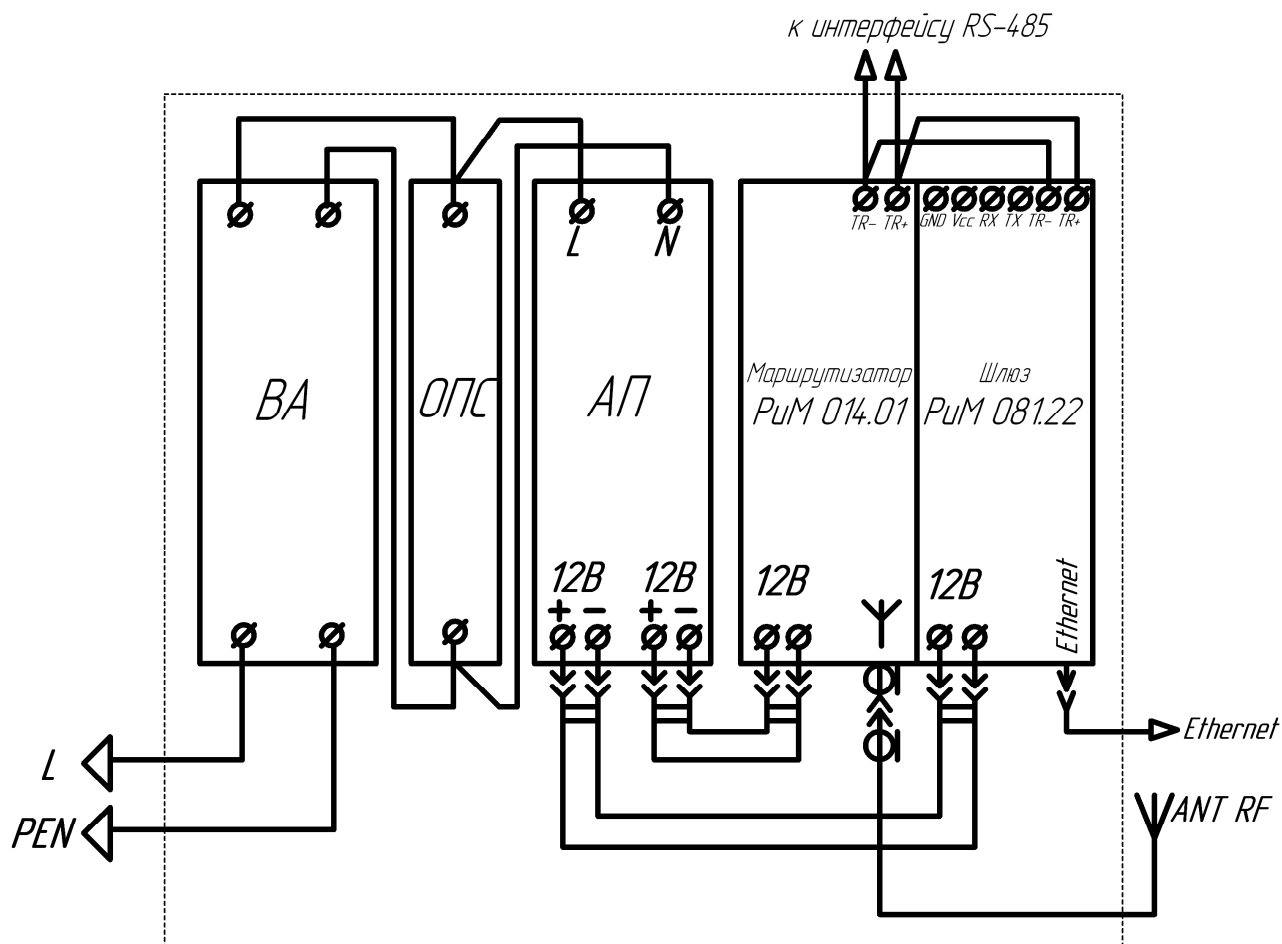 к интерфейсу RS-485
TR- TR+ GND Vcc RX TX TR- TR+
L N
ВА ОПС АП
Маршрутизатор
РиМ 014.01
Шлюз
РиМ 081.22
12В 12В 12В 12В
+ - + -
Ethernet
Ethernet
L
PEN
ANT RF